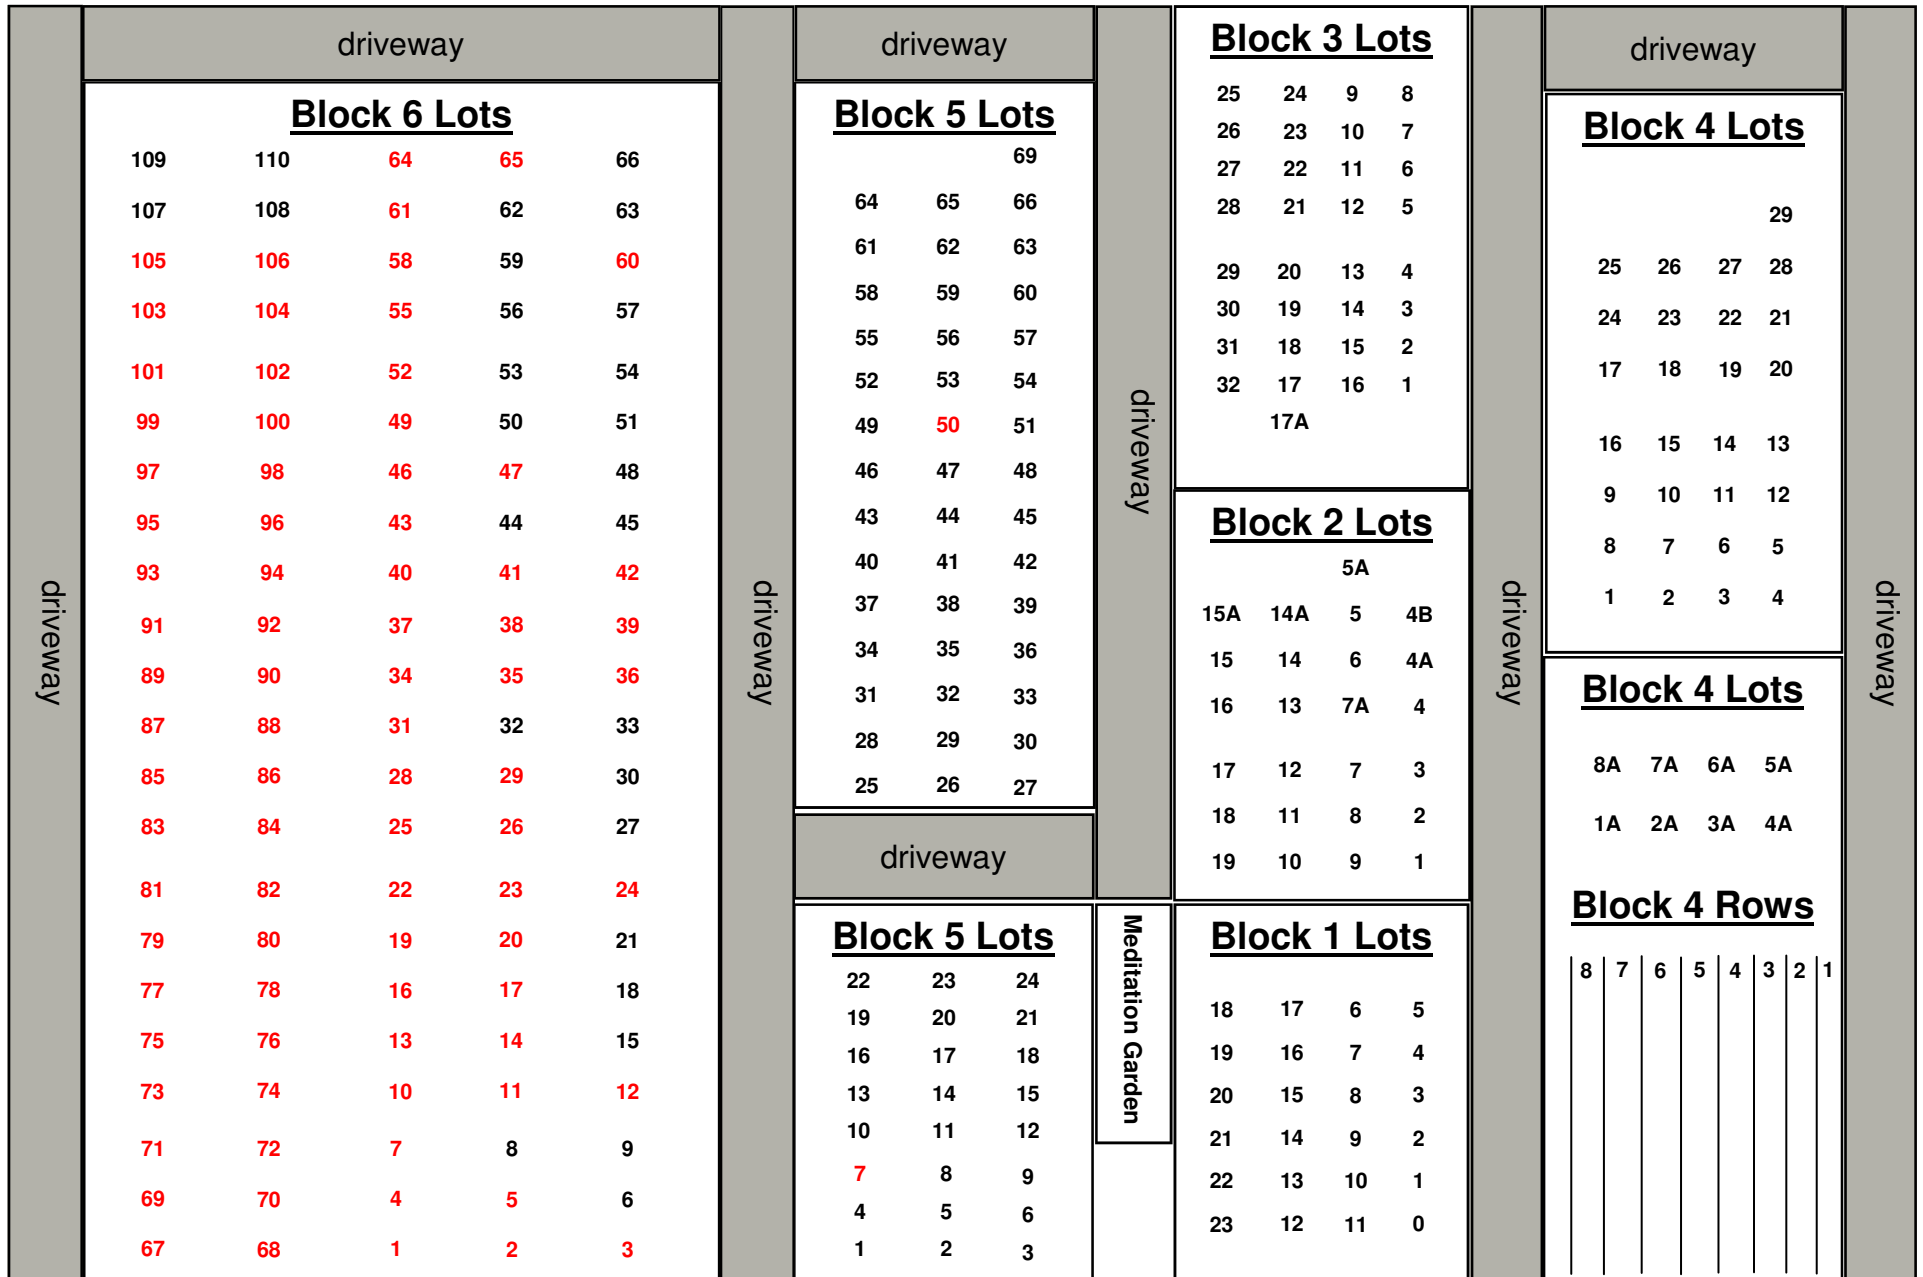 driveway
driveway
Block 6 Lots
109 110 64 65 66
107 108 61 62 63
105 106 58 59 60
103 104 55 56 57
101 102 52 53 54
99 100 49 50 51
97 98 46 47 48
95 96 43 44 45
93 94 40 41 42
91 92 37 38 39
89 90 34 35 36
87 88 31 32 33
85 86 28 29 30
83 84 25 26 27
81 82 22 23 24
79 80 19 20 21
77 78 16 17 18
75 76 13 14 15
73 74 10 11 12
71 72 7 8 9
69 70 4 5 6
67 68 1 2 3
driveway
driveway
Block 5 Lots
69
64 65 66
61 62 63
58 59 60
55 56 57
52 53 54
49 50 51
46 47 48
43 44 45
40 41 42
37 38 39
34 35 36
31 32 33
28 29 30
25 26 27
driveway
Block 5 Lots
22 23 24
19 20 21
16 17 18
13 14 15
10 11 12
7 8 9
4 5 6
1 2 3
driveway
Meditation Garden
Block 3 Lots
25 24 9 8
26 23 10 7
27 22 11 6
28 21 12 5
29 20 13 4
30 19 14 3
31 18 15 2
32 17 16 1
17A
Block 2 Lots
5A
15A 14A 5 4B
15 14 6 4A
16 13 7A 4
17 12 7 3
18 11 8 2
19 10 9 1
Block 1 Lots
18 17 6 5
19 16 7 4
20 15 8 3
21 14 9 2
22 13 10 1
23 12 11 0
driveway
driveway
Block 4 Lots
29
25 26 27 28
24 23 22 21
17 18 19 20
16 15 14 13
9 10 11 12
8 7 6 5
1 2 3 4
Block 4 Lots
8A 7A 6A 5A
1A 2A 3A 4A
Block 4 Rows
8 7 6 5 4 3 2 1
driveway